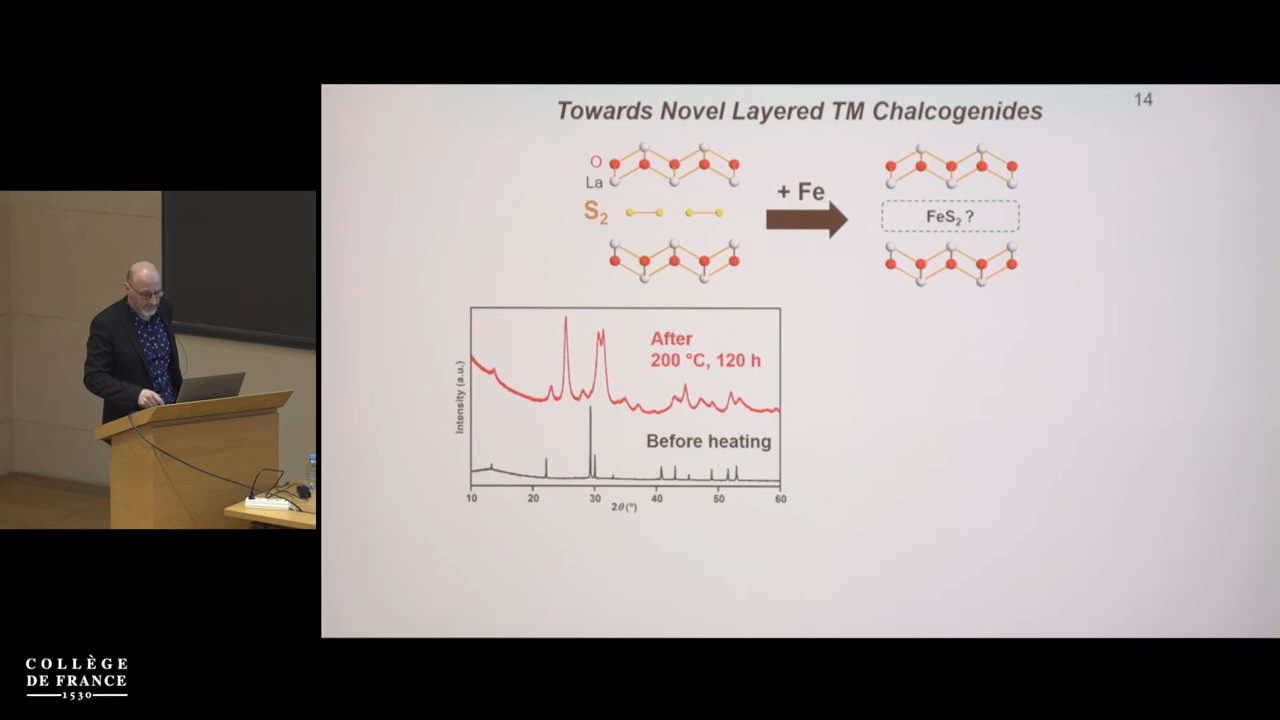 14
Towards Novel Layered TM Chalcogenides
O
La
S2
+ Fe
FeS2 ?
After
200 °C, 120 h
Before heating
Intensity (a.u.)
10 20 30 40 50 60
2θ(°)
COLLÈGE
DE FRANCE
1530